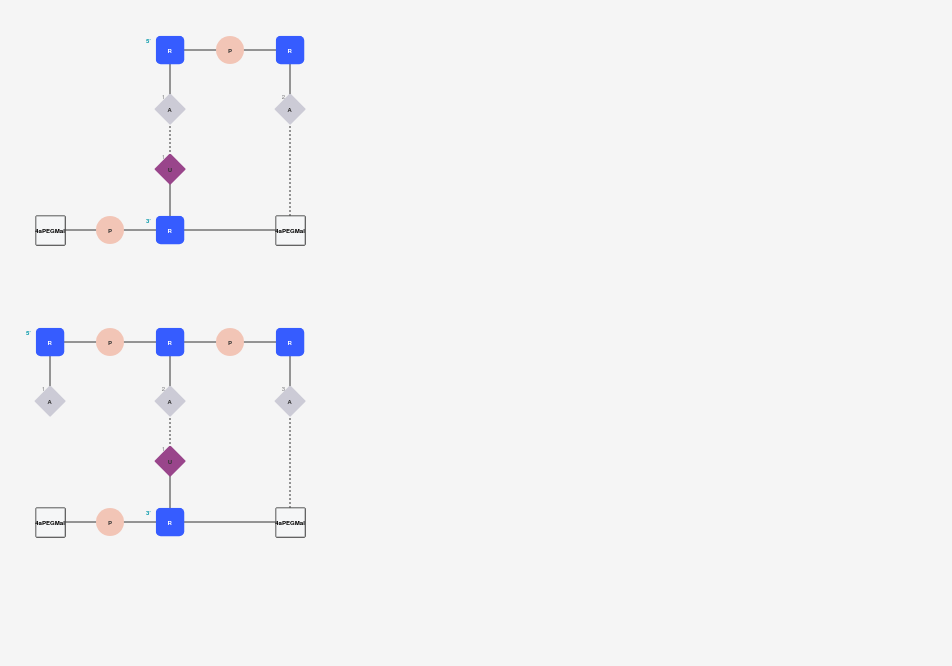 5' R P R
1 A 2 A
1 U
4aPEGMal P 3' R 4aPEGMal
5' R P R P R
1 A 2 A 3 A
1 U
4aPEGMal P 3' R 4aPEGMal